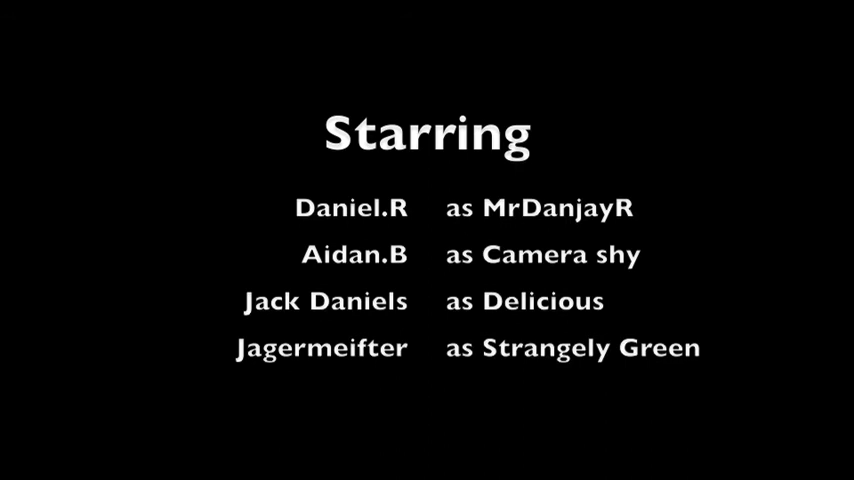 Starring
Daniel.R as MrDanjayR
Aidan.B as Camera shy
Jack Daniels as Delicious
Jagermeifter as Strangely Green